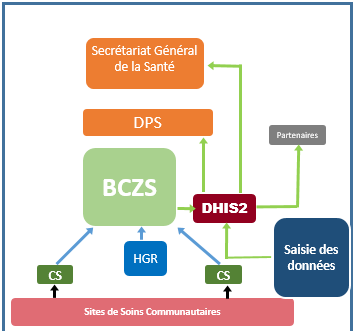 Secrétariat Général
de la Santé
DPS
Partenaires
BCZS
DHIS2
Saisie des
données
HGR
CS
CS
Sites de Soins Communautaires